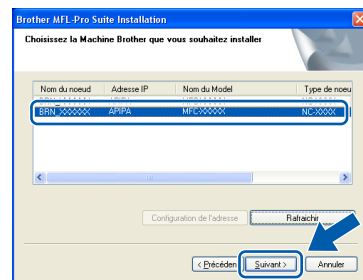 Brother MFL-Pro Suite Installation
Choisissez la Machine Brother que vous souhaitez installer
Nom du noeud Adresse IP Nom du Model Type de noeu
BRN_XXXXXX APIPA MFC-XXXXX NC-XXXX
Configuration de l'adresse Rafraichir
< Précéden Suivant > Annuler